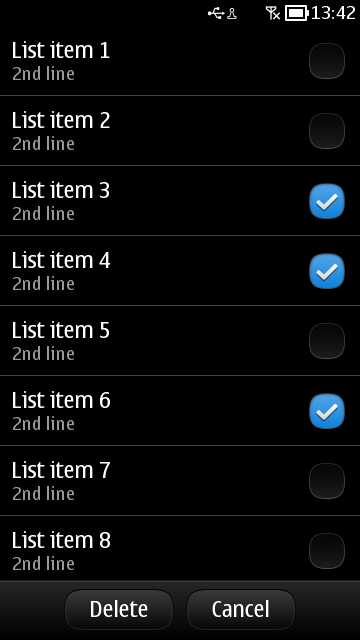 13:42
List item 1
2nd line
List item 2
2nd line
List item 3
2nd line
List item 4
2nd line
List item 5
2nd line
List item 6
2nd line
List item 7
2nd line
List item 8
2nd line
Delete Cancel